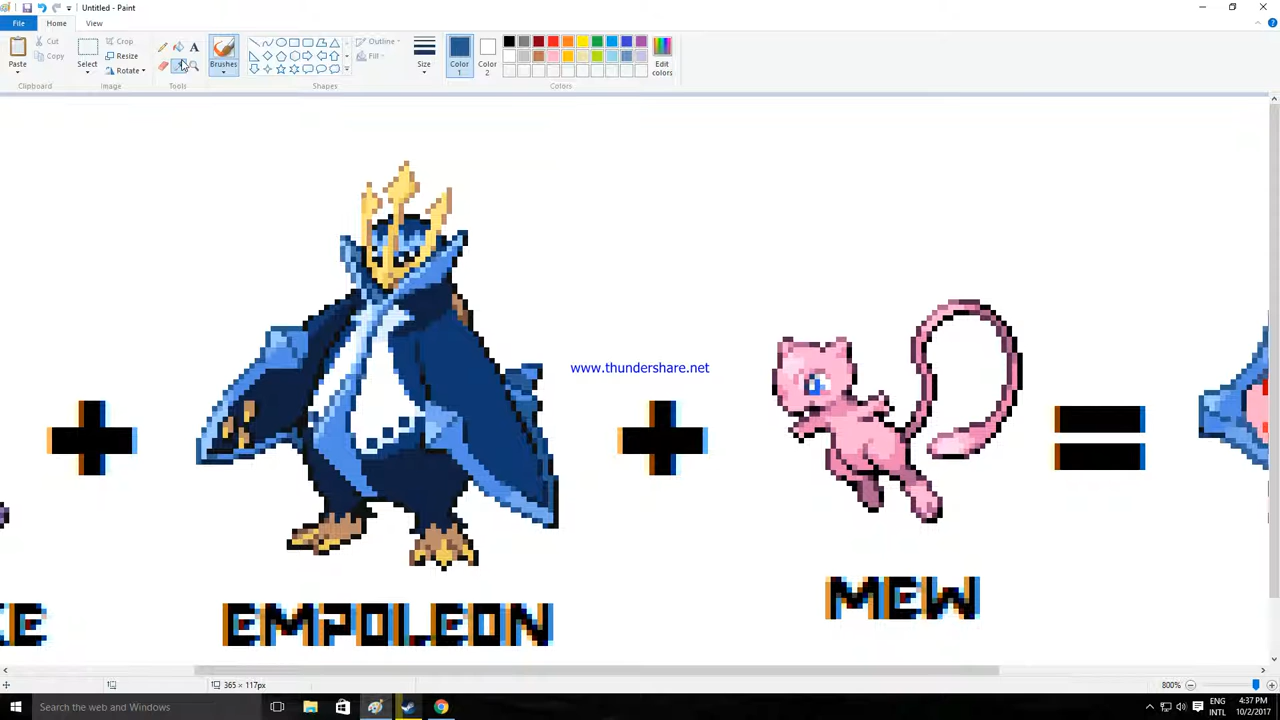 Untitled - Paint
File
Home
View
Paste
Cut
Copy
Clipboard
Select
Crop
Resize
Rotate
Image
A
Tools
Brushes
Outline
Fill
Shapes
Size
Color 1
Color 2
Edit colors
Colors
www.thundershare.net
+
+
=
EMPOLEON
MEW
365 × 117px
800%
Search the web and Windows
ENG
INTL
4:37 PM
10/2/2017